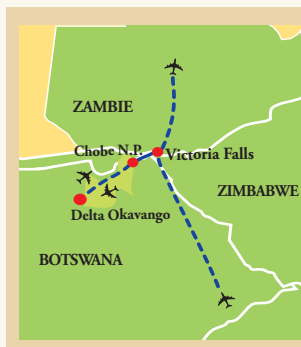 ZAMBIE
Chobe N.P.
Victoria Falls
ZIMBABWE
Delta Okavango
BOTSWANA